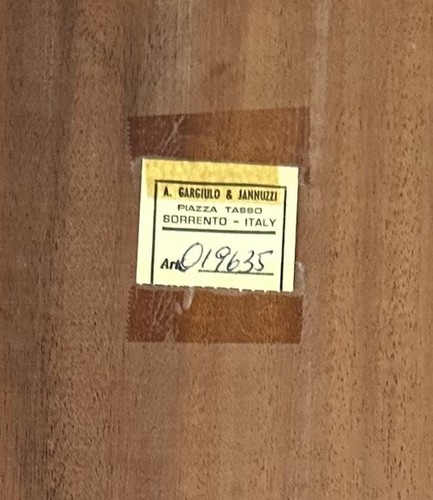 A. GARGIULO & JANNUZZI
PIAZZA TASSO
SORRENTO - ITALY
Art. 019635